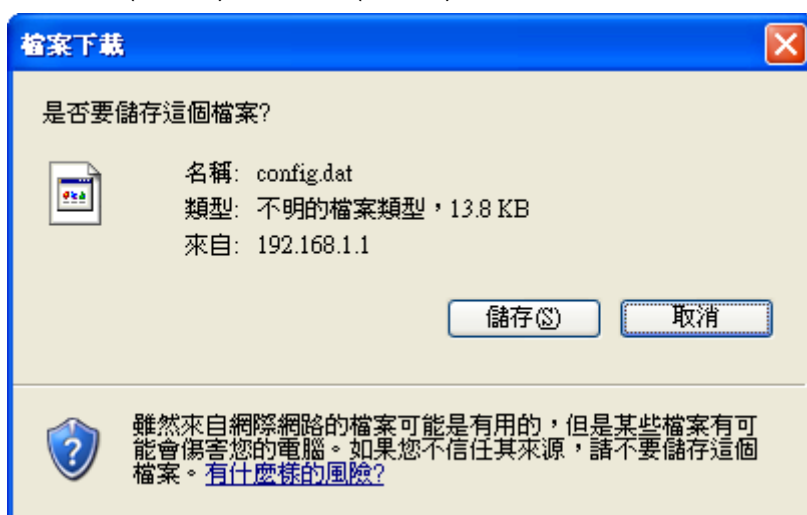 檔案下載
是否要儲存這個檔案?
名稱: config.dat
類型: 不明的檔案類型，13.8 KB
來自: 192.168.1.1
儲存(S) 取消
雖然來自網際網路的檔案可能是有用的，但是某些檔案有可
能會傷害您的電腦。如果您不信任其來源，請不要儲存這個
檔案。有什麼樣的風險?